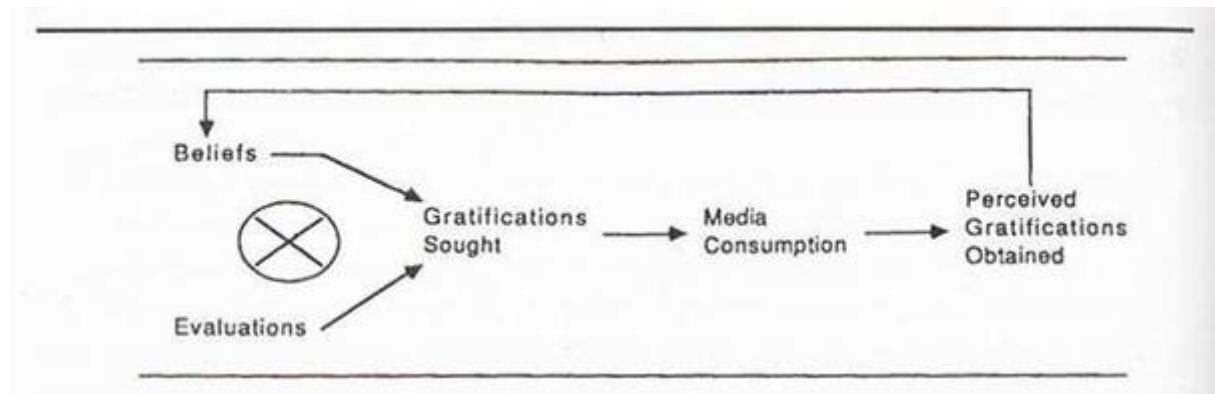 Beliefs
Evaluations
Gratifications
Sought
Media
Consumption
Perceived
Gratifications
Obtained